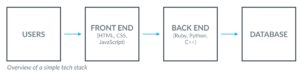 USERS
FRONT END
(HTML, CSS,
JavaScript)
BACK END
(Ruby, Python,
C++)
DATABASE
Overview of a simple tech stack